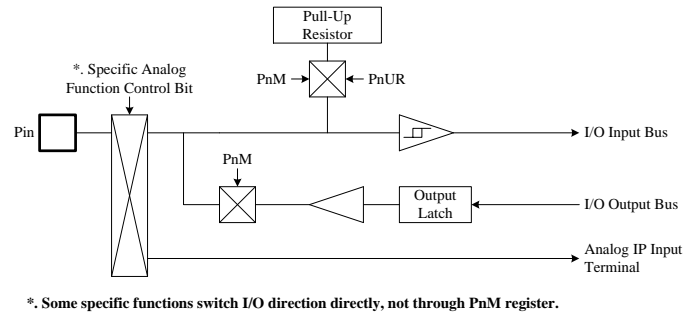 Pull-Up
Resistor
*. Specific Analog
Function Control Bit
PnM
PnUR
Pin
I/O Input Bus
PnM
Output
Latch
I/O Output Bus
Analog IP Input
Terminal
*. Some specific functions switch I/O direction directly, not through PnM register.